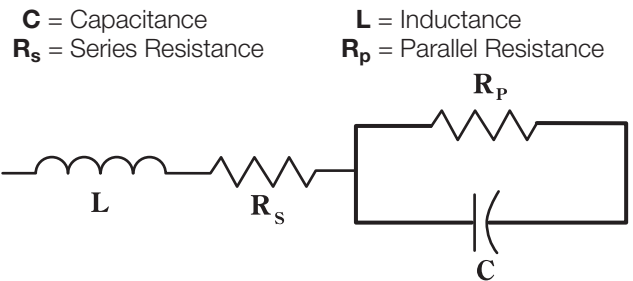 C = Capacitance L = Inductance
Rs = Series Resistance Rp = Parallel Resistance
RP
L
RS
C